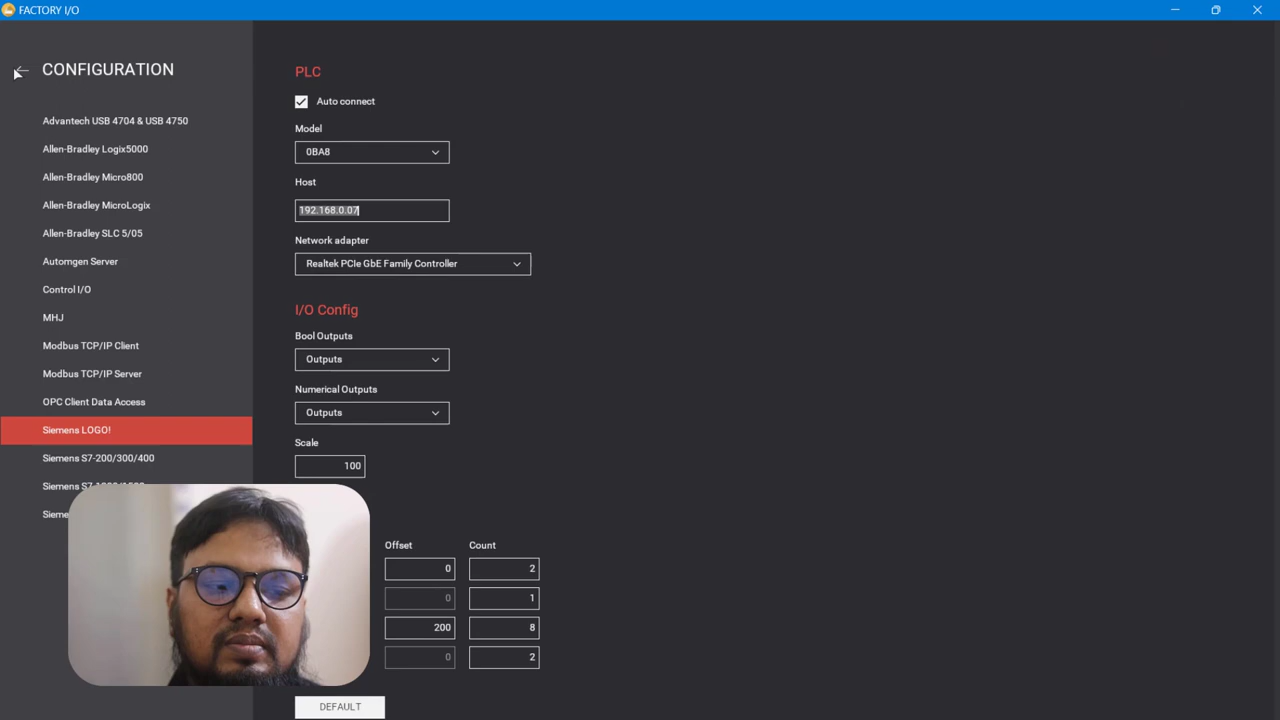 FACTORY I/O
CONFIGURATION
Advantech USB 4704 & USB 4750
Allen-Bradley Logix5000
Allen-Bradley Micro800
Allen-Bradley MicroLogix
Allen-Bradley SLC 5/05
Automgen Server
Control I/O
MHJ
Modbus TCP/IP Client
Modbus TCP/IP Server
OPC Client Data Access
Siemens LOGO!
Siemens S7-200/300/400
Siemens
PLC
Auto connect
Model
0BA8
Host
192.168.0.07
Network adapter
Realtek PCIe GbE Family Controller
I/O Config
Bool Outputs
Outputs
Numerical Outputs
Outputs
Scale
100
Offset Count
0 2
0 1
200 8
0 2
DEFAULT